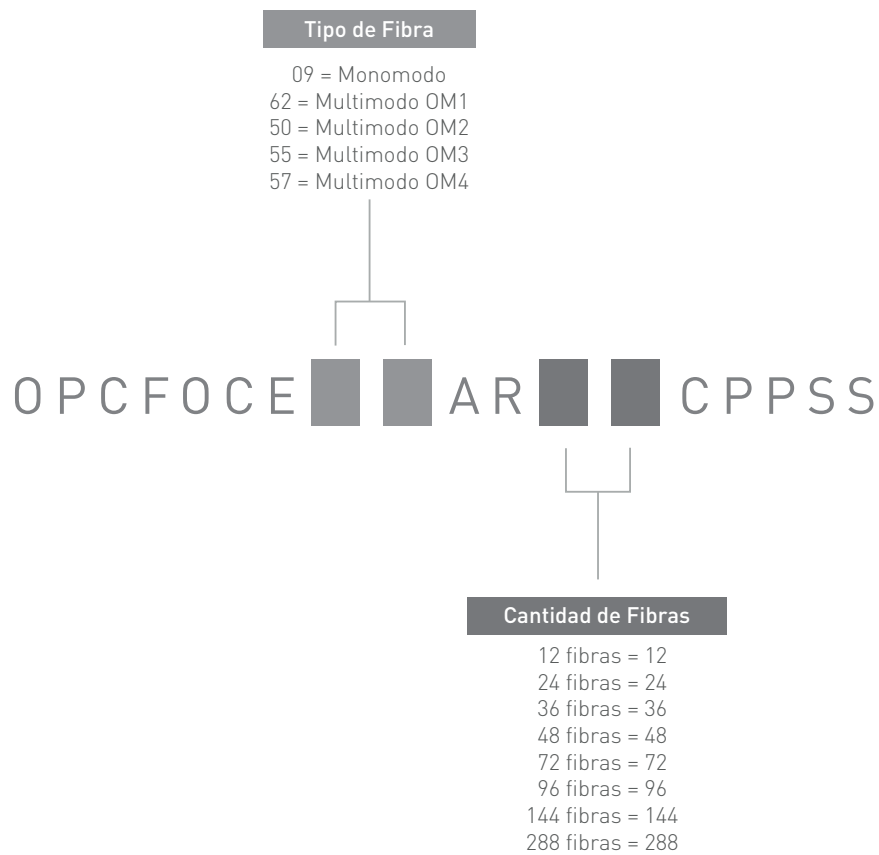 Tipo de Fibra
09 = Monomodo
62 = Multimodo OM1
50 = Multimodo OM2
55 = Multimodo OM3
57 = Multimodo OM4
OPCFOCE AR CPPSS
Cantidad de Fibras
12 fibras = 12
24 fibras = 24
36 fibras = 36
48 fibras = 48
72 fibras = 72
96 fibras = 96
144 fibras = 144
288 fibras = 288